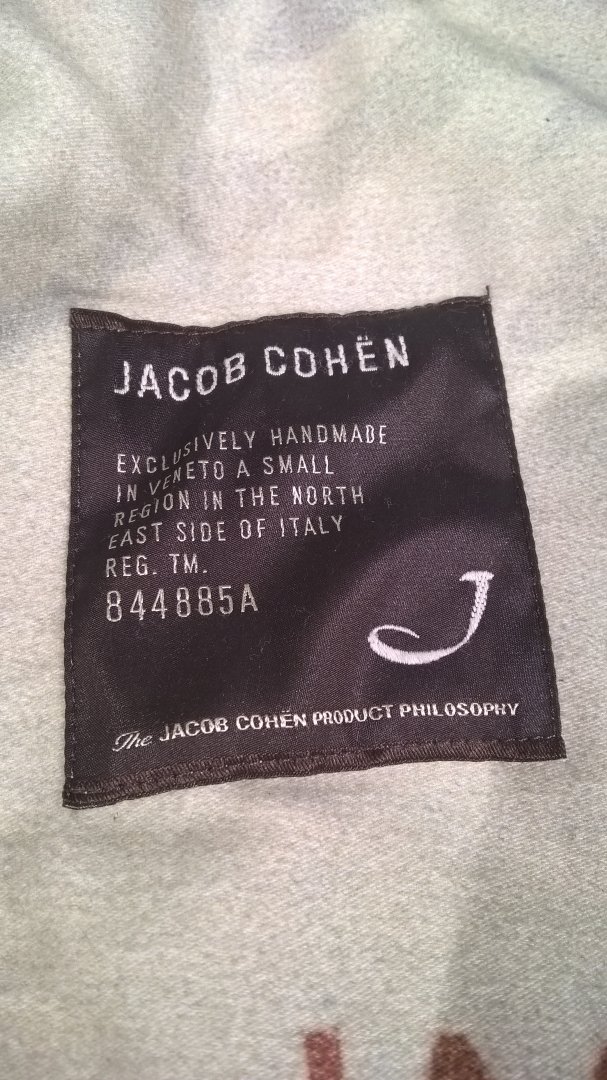 JACOB COHËN
EXCLUSIVELY HANDMADE
IN VENETO A SMALL
REGION IN THE NORTH
EAST SIDE OF ITALY
REG. TM.
844885A
J
The JACOB COHËN PRODUCT PHILOSOPHY